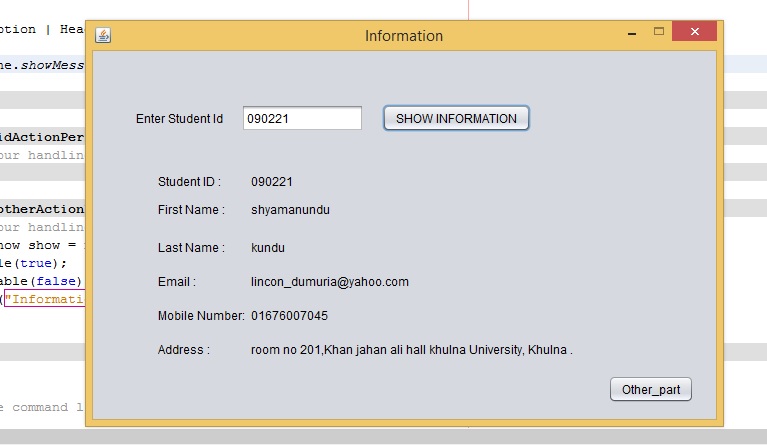 ption | Hea
Information
ne.showMess
Enter Student Id 090221 SHOW INFORMATION
idActionPer
our handlin
Student ID : 090221
First Name : shyamanundu
otherAction
our handlin
how show =
Last Name : kundu
le(true);
able(false)
Email : lincon_dumuria@yahoo.com
("Informati
Mobile Number: 01676007045
Address : room no 201,Khan jahan ali hall khulna University, Khulna .
Other_part
e command l